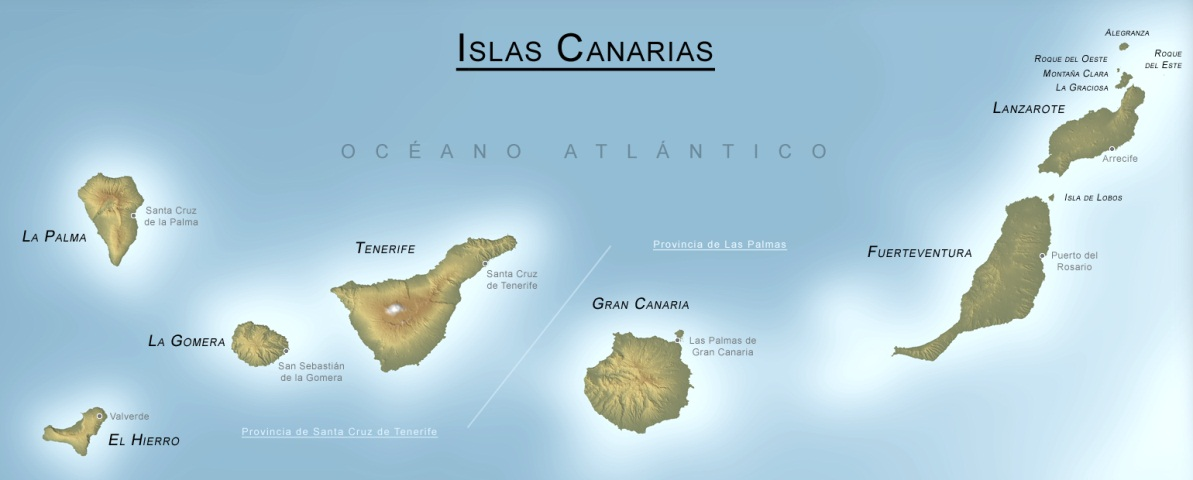 ISLAS CANARIAS
ALEGRANZA
ROQUE DEL OESTE
ROQUE
DEL ESTE
MONTAÑA CLARA
LA GRACIOSA
LANZAROTE
OCÉANO ATLÁNTICO
Arrecife
ISLA DE LOBOS
Santa Cruz
de la Palma
LA PALMA
TENERIFE
Provincia de Las Palmas
FUERTEVENTURA
Puerto del
Rosario
Santa Cruz
de Tenerife
GRAN CANARIA
LA GOMERA
Las Palmas de
Gran Canaria
San Sebastián
de la Gomera
Valverde
EL HIERRO
Provincia de Santa Cruz de Tenerife